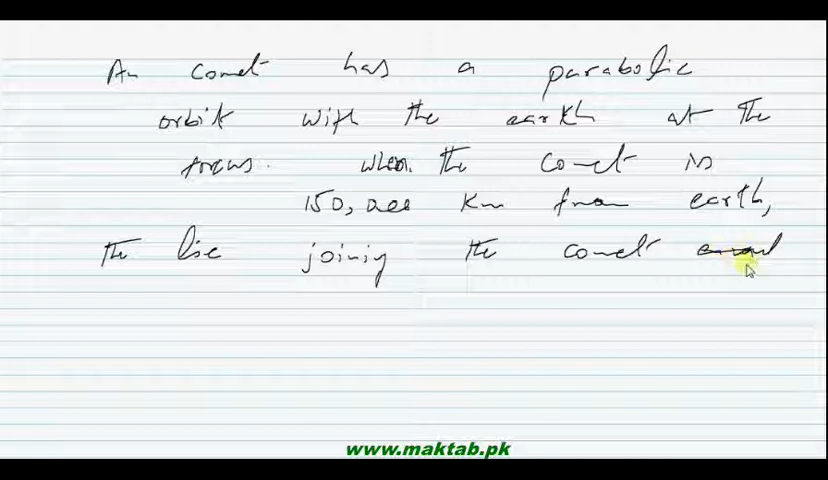 An comet has a parabolic
orbit with the earth at the
focus. when the comet is
150,000 km from earth,
the line joining the comet
www.maktab.pk